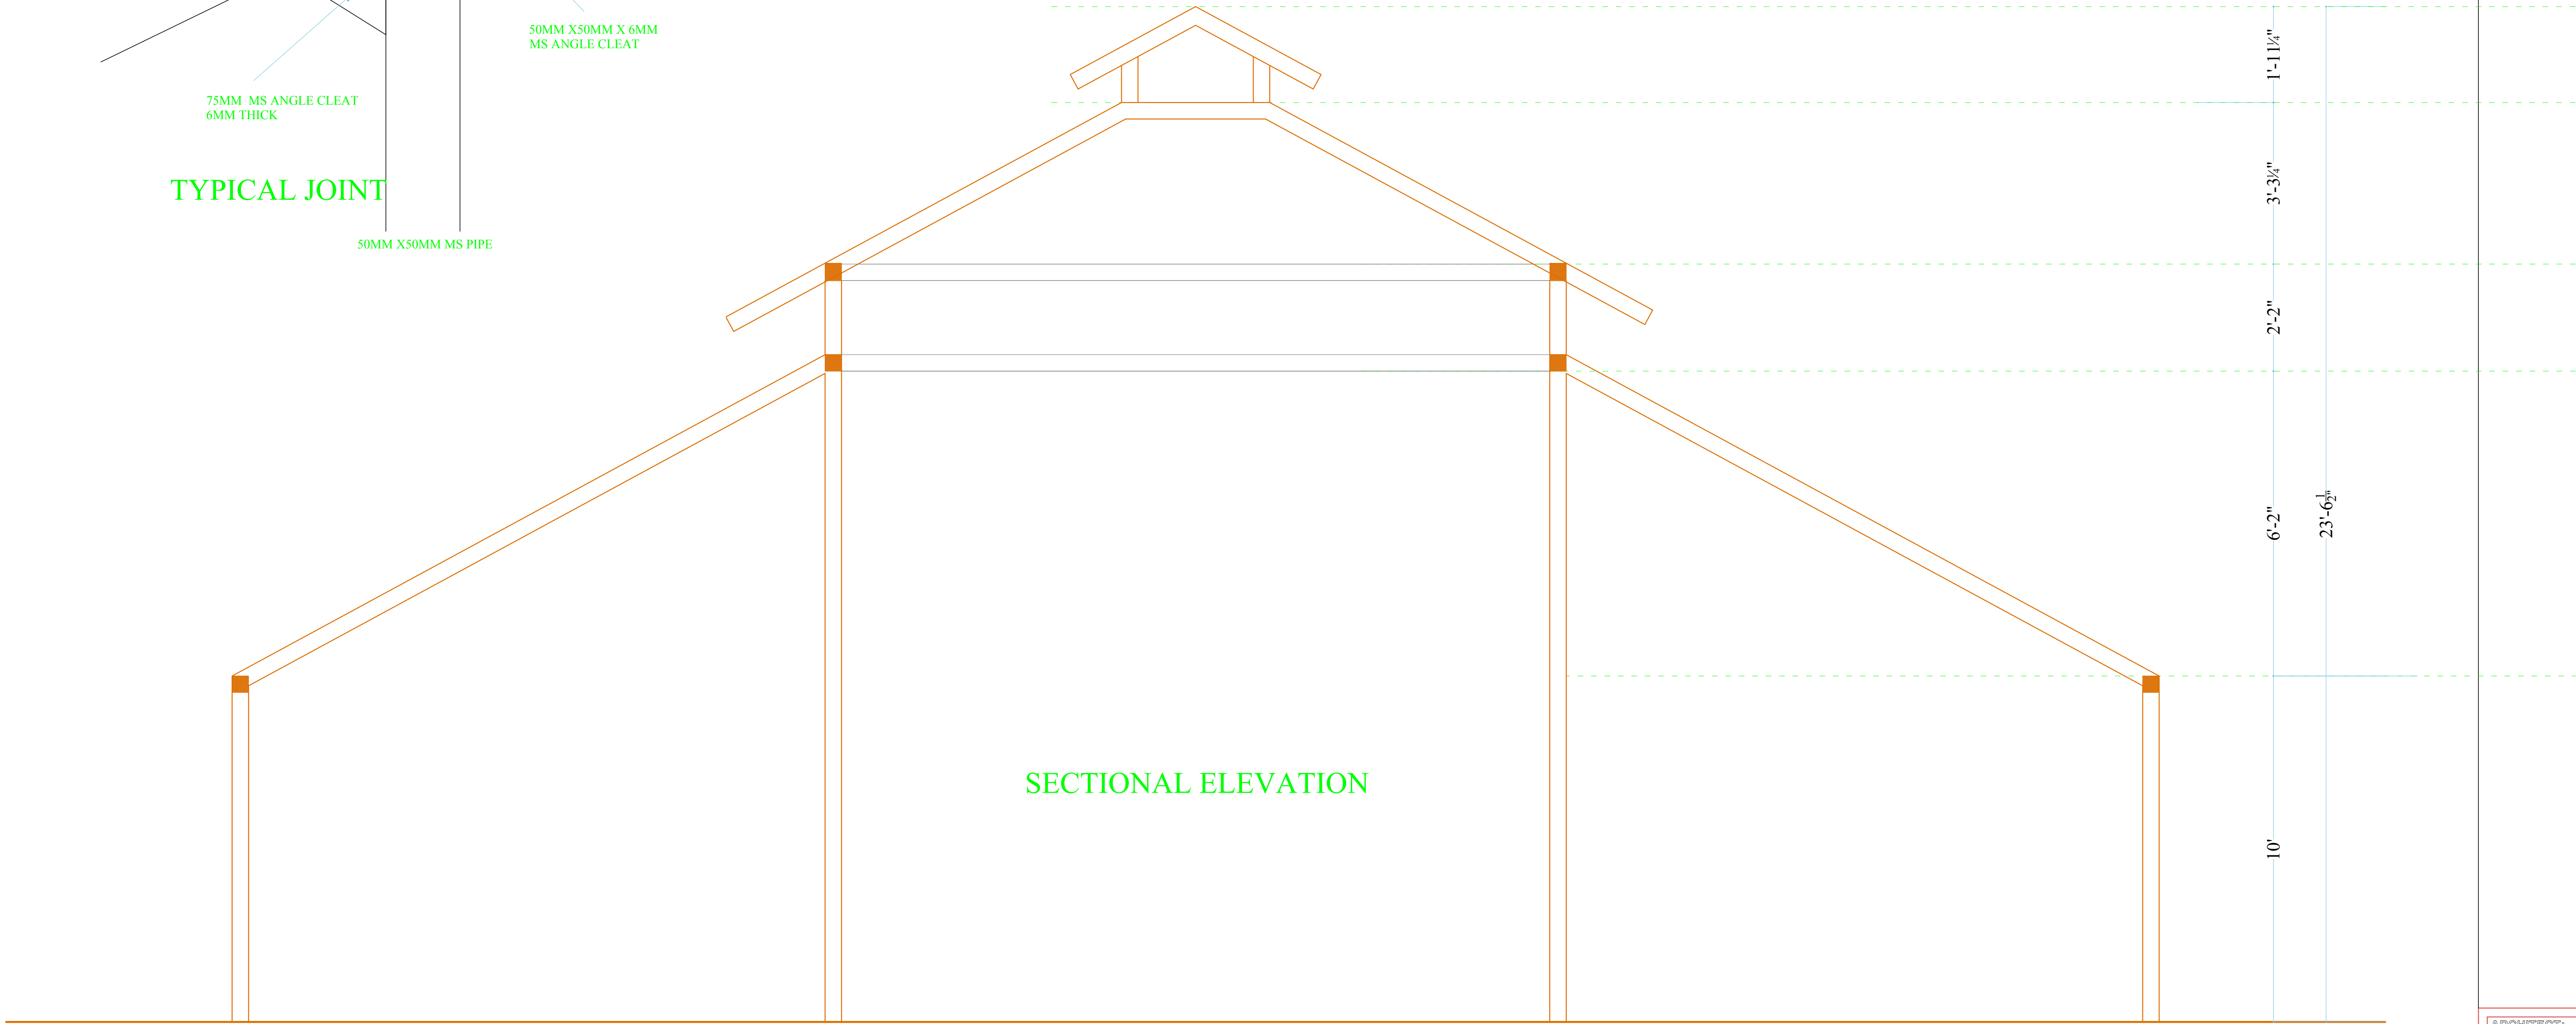 50MM X50MM X 6MM
MS ANGLE CLEAT
75MM  MS ANGLE CLEAT
6MM THICK
TYPICAL JOINT
50MM X50MM MS PIPE
1'-1¼"
3'-3¼"
2'-2"
6'-2"
23'-6½"
10'
SECTIONAL ELEVATION